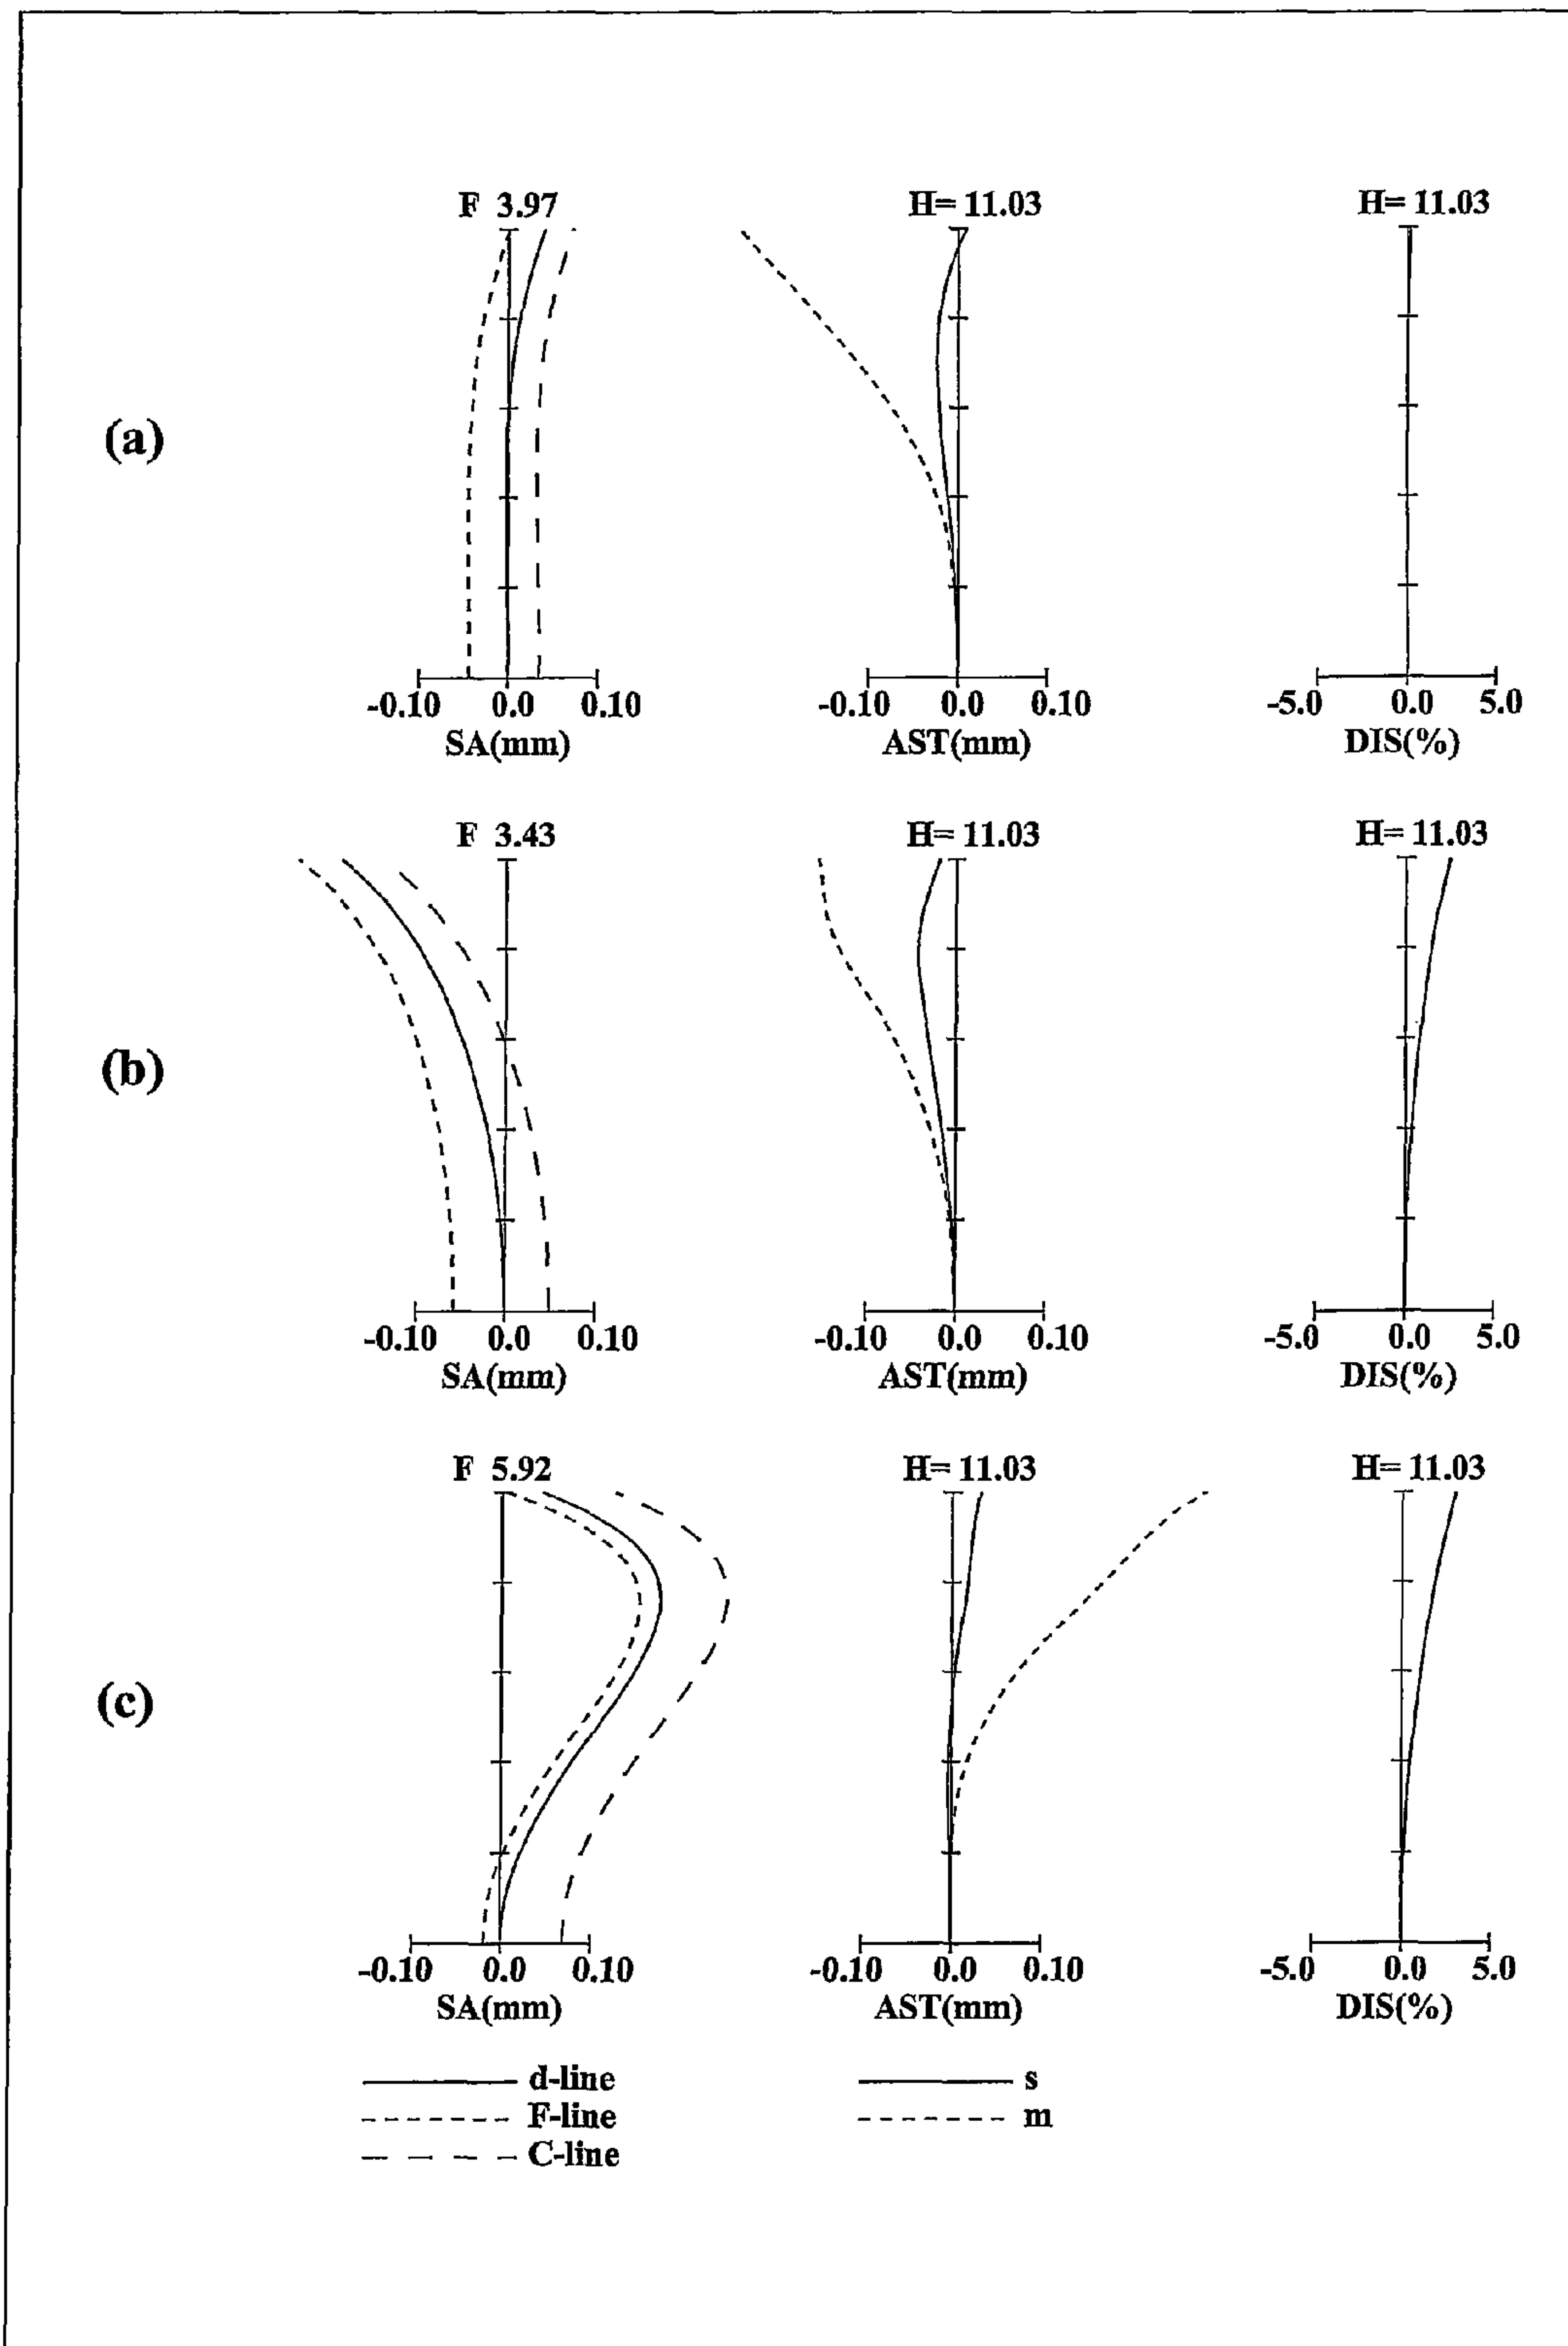 F 3.97 H= 11.03 H= 11.03
(a)
-0.10 0.0 0.10 -0.10 0.0 0.10 -5.0 0.0 5.0
SA(mm) AST(mm) DIS(%)
F 3.43 H= 11.03 H= 11.03
(b)
-0.10 0.0 0.10 -0.10 0.0 0.10 -5.0 0.0 5.0
SA(mm) AST(mm) DIS(%)
F 5.92 H= 11.03 H= 11.03
(c)
-0.10 0.0 0.10 -0.10 0.0 0.10 -5.0 0.0 5.0
SA(mm) AST(mm) DIS(%)
d-line s
F-line m
C-line